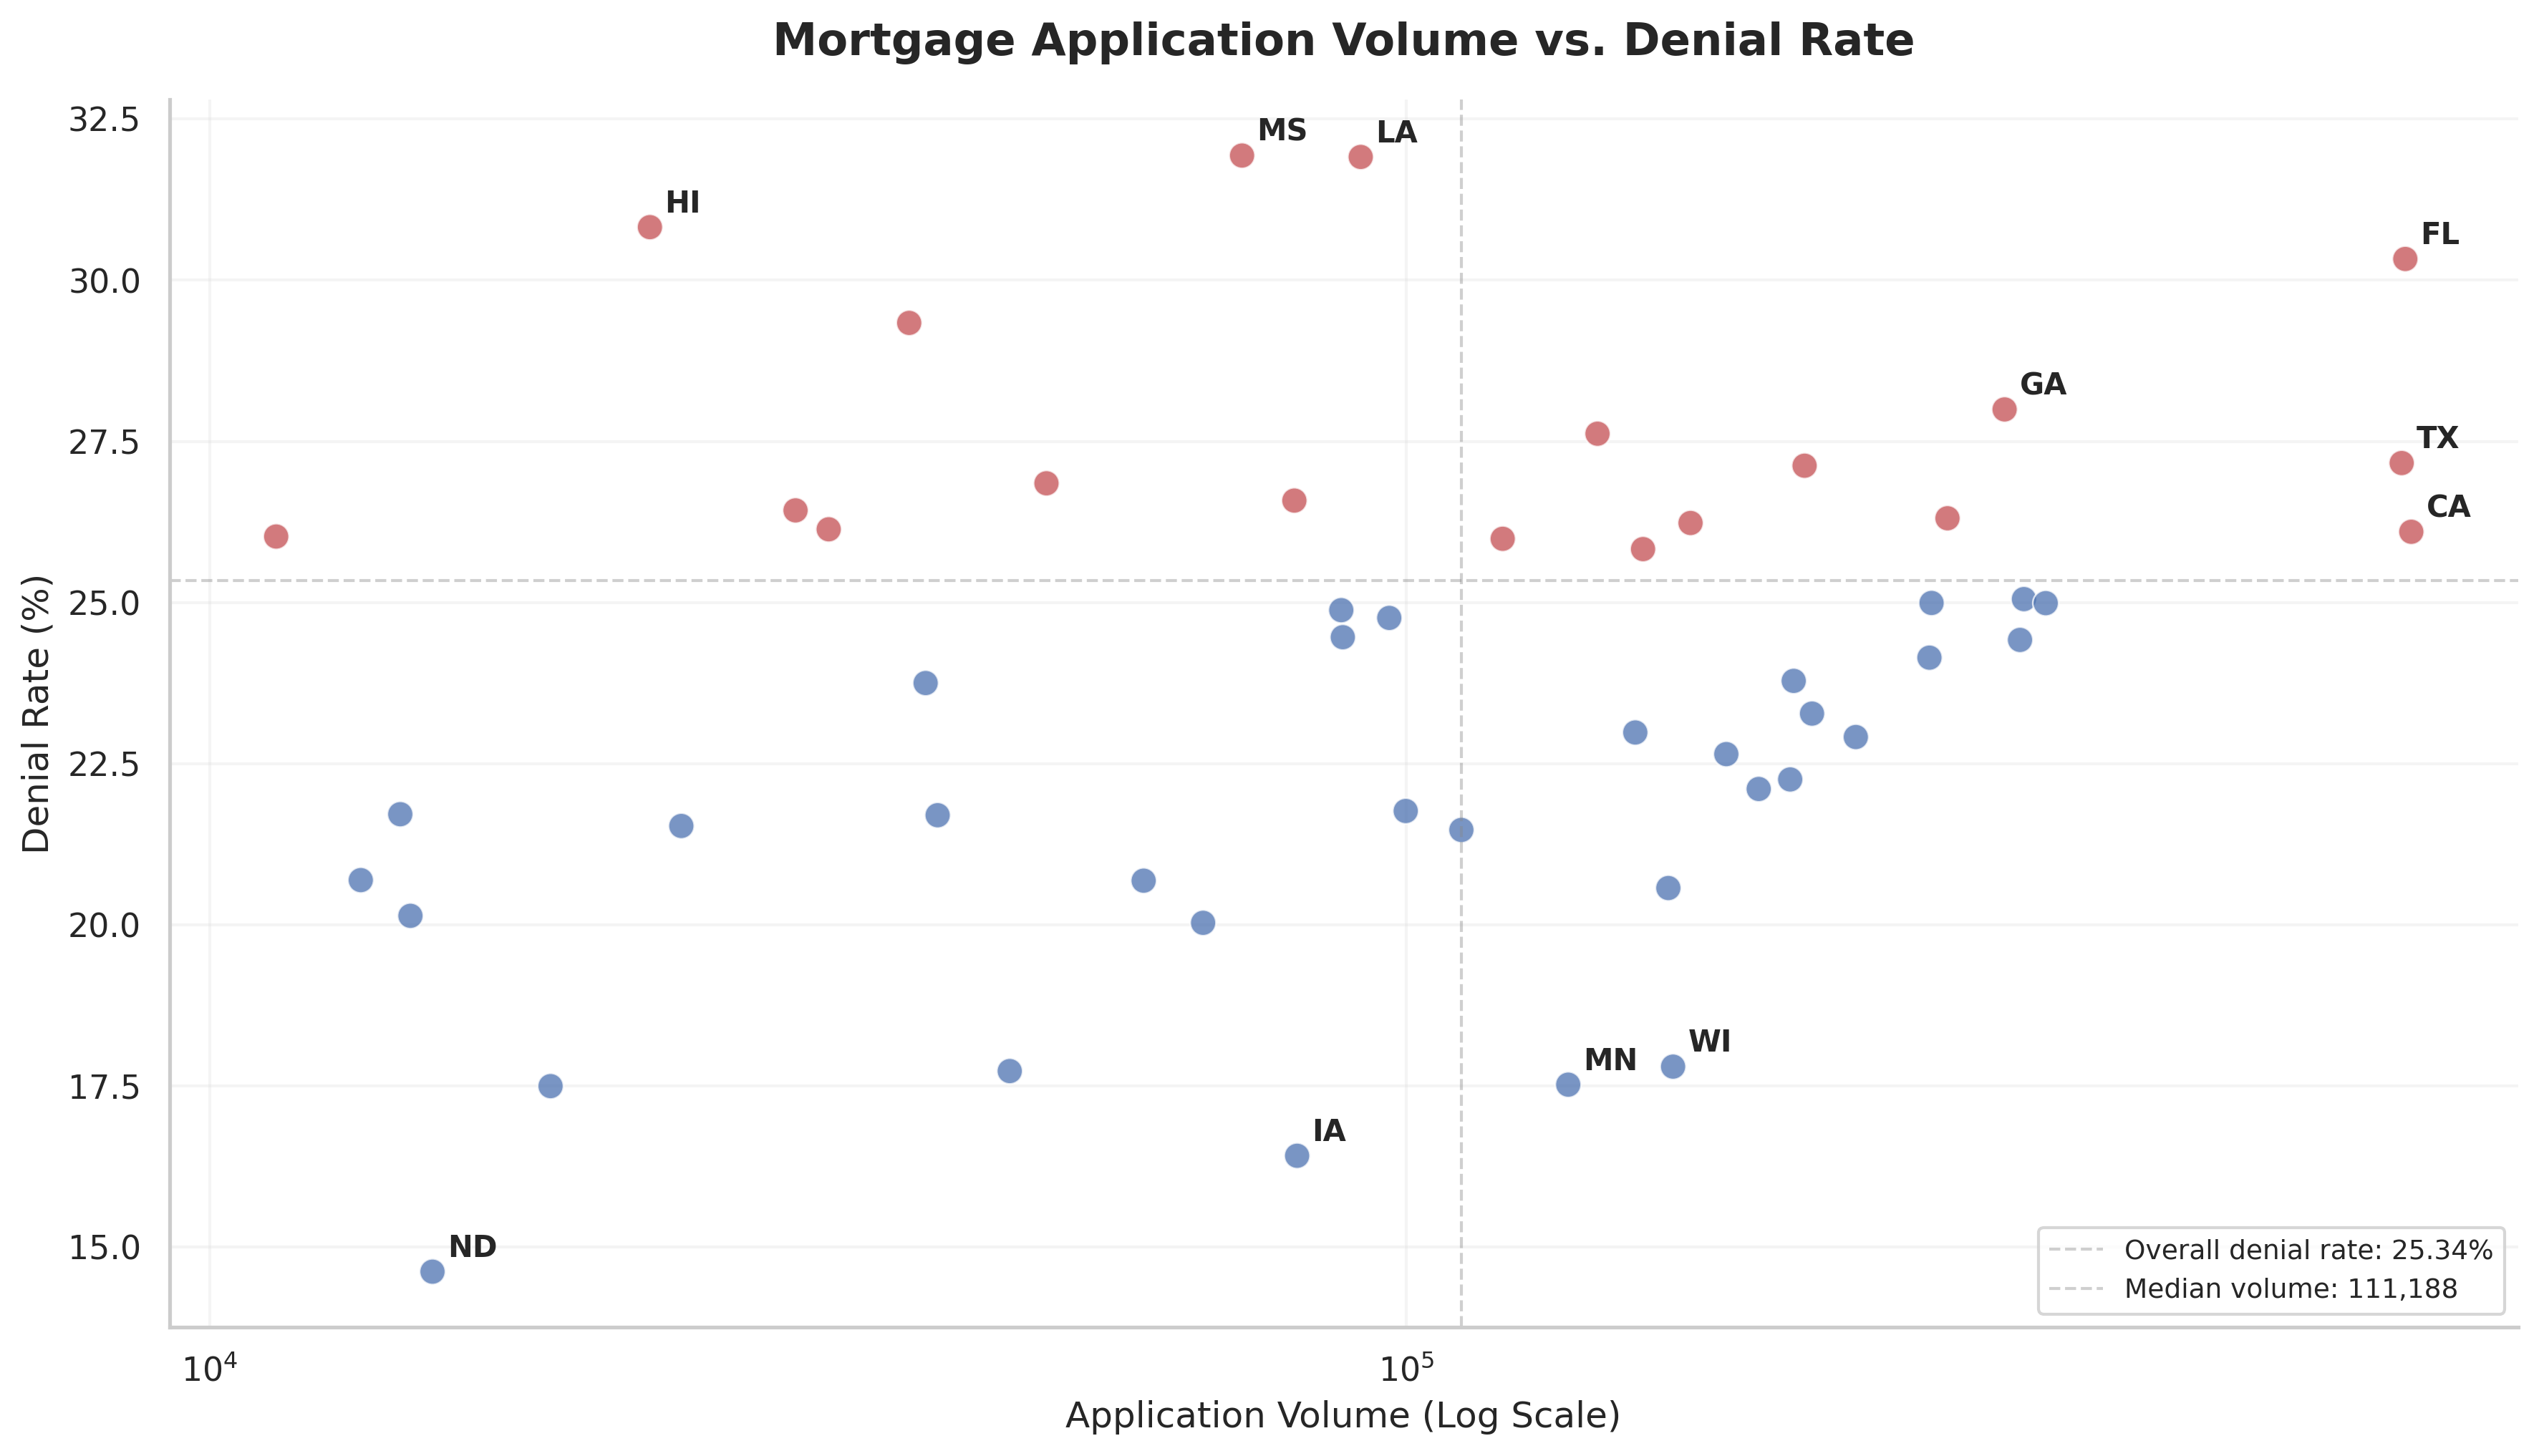 Mortgage Application Volume vs. Denial Rate
32.5
30.0
27.5
25.0
22.5
20.0
17.5
15.0
Denial Rate (%)
MS
LA
HI
FL
GA
TX
CA
WI
MN
IA
ND
Overall denial rate: 25.34%
Median volume: 111,188
10⁴
10⁵
Application Volume (Log Scale)